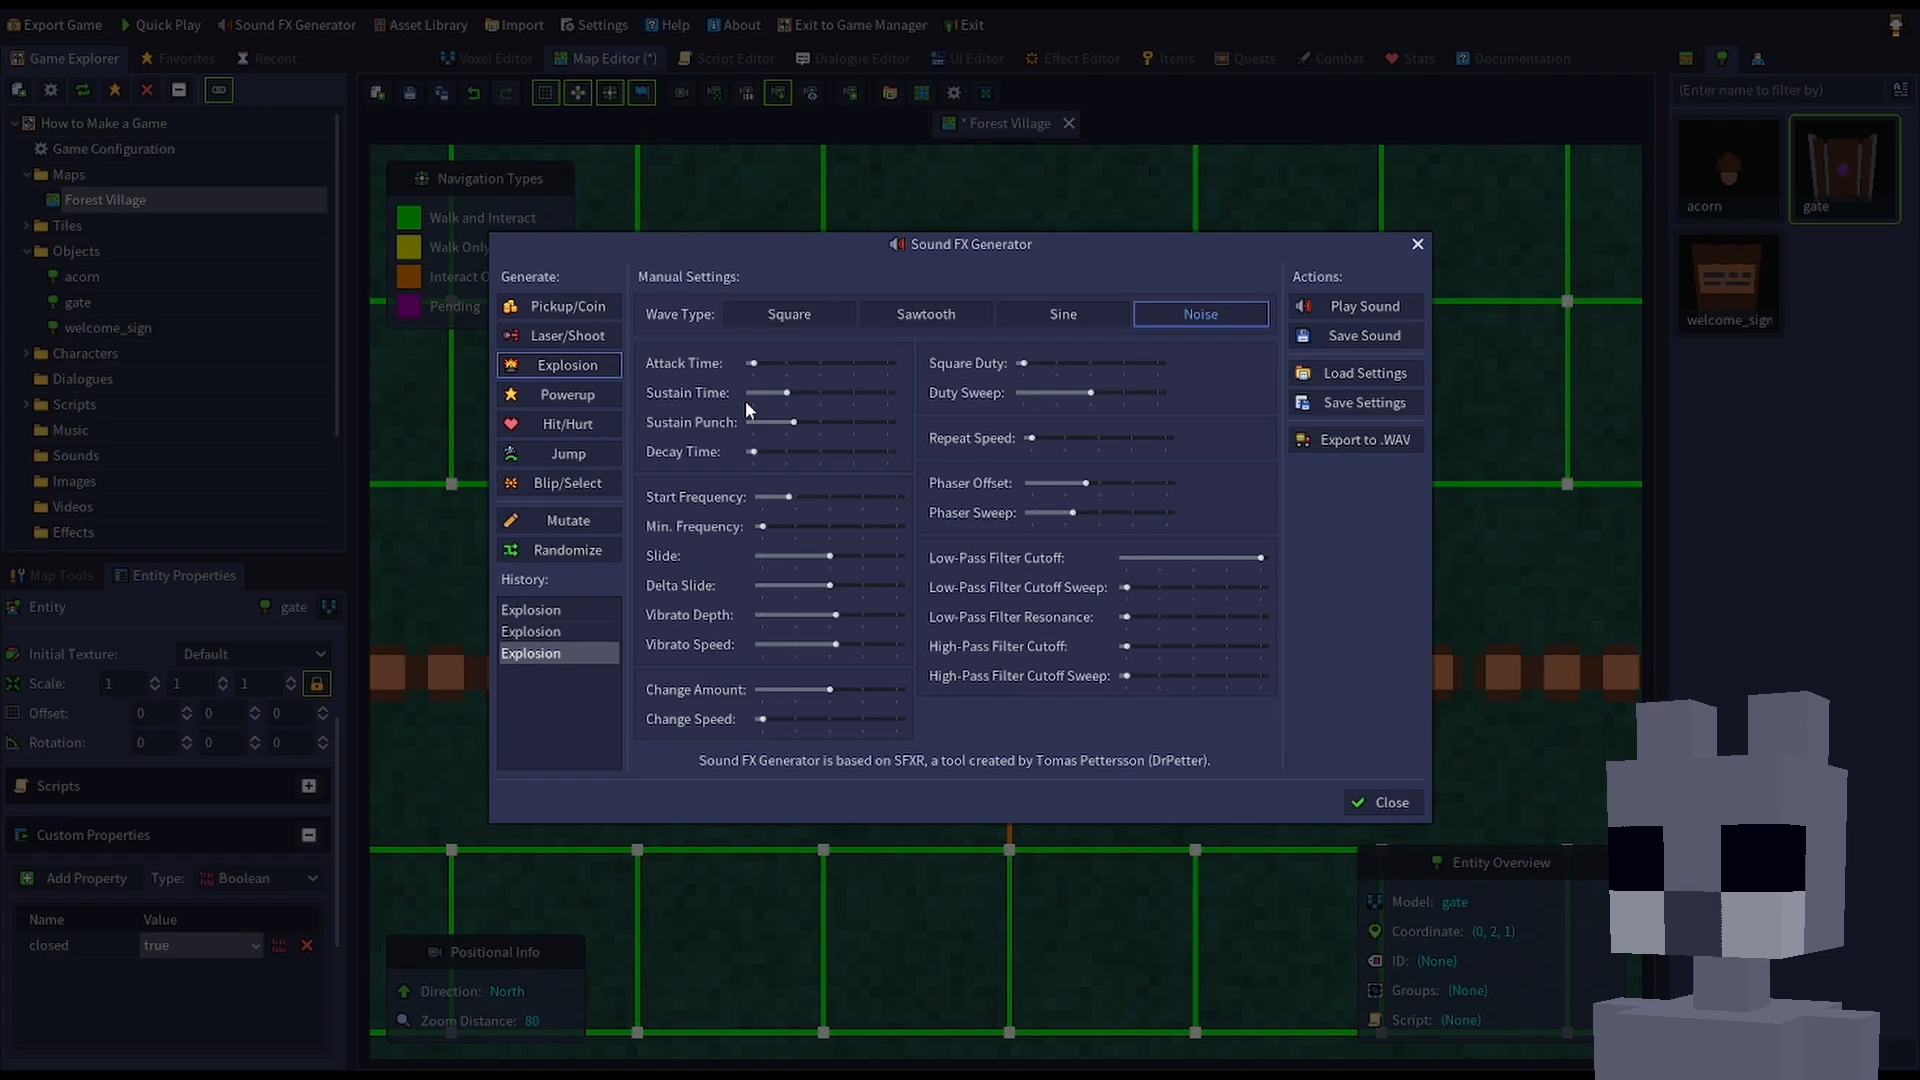 Export Game Quick Play Sound FX Generator Asset Library Import Settings Help About Exit to Game Manager Exit
Game Explorer Favorites Recent Voxel Editor Map Editor (*) Script Editor Dialogue Editor UI Editor Effect Editor Items Quests Combat Stats Documentation
(Enter name to filter by)
* Forest Village
How to Make a Game
Game Configuration
Maps
Forest Village
Tiles
Objects
acorn
gate
welcome_sign
Characters
Dialogues
Scripts
Music
Sounds
Images
Videos
Effects
Map Tools Entity Properties
Entity gate
Initial Texture: Default
Scale: 1 1 1
Offset: 0 0 0
Rotation: 0 0 0
Scripts
Custom Properties
Add Property Type: Boolean
Name Value
closed true
Navigation Types
Walk and Interact
Walk Only
Interact O
Pending
Sound FX Generator
Generate:
Pickup/Coin
Laser/Shoot
Explosion
Powerup
Hit/Hurt
Jump
Blip/Select
Mutate
Randomize
History:
Explosion
Explosion
Explosion
Manual Settings:
Wave Type: Square Sawtooth Sine Noise
Attack Time:
Sustain Time:
Sustain Punch:
Decay Time:
Start Frequency:
Min. Frequency:
Slide:
Delta Slide:
Vibrato Depth:
Vibrato Speed:
Change Amount:
Change Speed:
Square Duty:
Duty Sweep:
Repeat Speed:
Phaser Offset:
Phaser Sweep:
Low-Pass Filter Cutoff:
Low-Pass Filter Cutoff Sweep:
Low-Pass Filter Resonance:
High-Pass Filter Cutoff:
High-Pass Filter Cutoff Sweep:
Sound FX Generator is based on SFXR, a tool created by Tomas Pettersson (DrPetter).
Actions:
Play Sound
Save Sound
Load Settings
Save Settings
Export to .WAV
Close
acorn
gate
welcome_sign
Positional Info
Direction: North
Zoom Distance: 80
Entity Overview
Model: gate
Coordinate: (0, 2, 1)
ID: (None)
Groups: (None)
Script: (None)